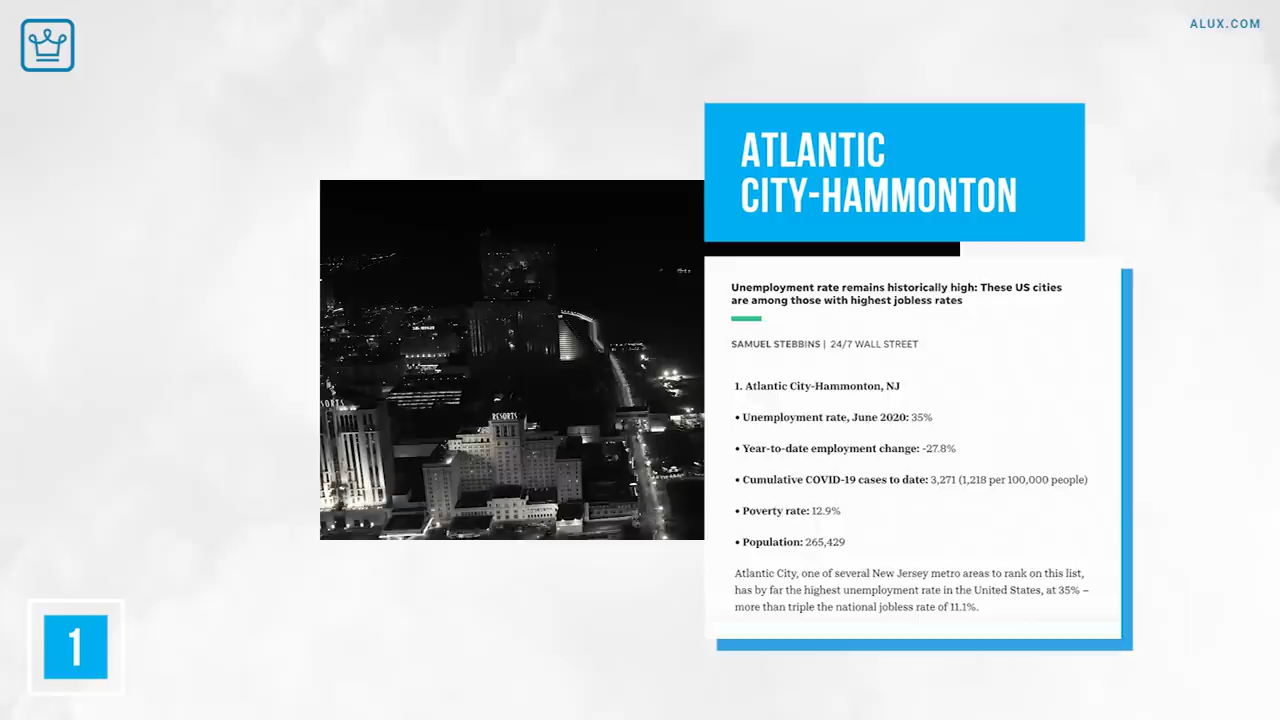 ALUX.COM
ATLANTIC
CITY-HAMMONTON
Unemployment rate remains historically high: These US cities
are among those with highest jobless rates
SAMUEL STEBBINS | 24/7 WALL STREET
1. Atlantic City-Hammonton, NJ
• Unemployment rate, June 2020: 35%
• Year-to-date employment change: -27.8%
• Cumulative COVID-19 cases to date: 3,271 (1,218 per 100,000 people)
• Poverty rate: 12.9%
• Population: 265,429
Atlantic City, one of several New Jersey metro areas to rank on this list,
has by far the highest unemployment rate in the United States, at 35% –
more than triple the national jobless rate of 11.1%.
RESORTS
1